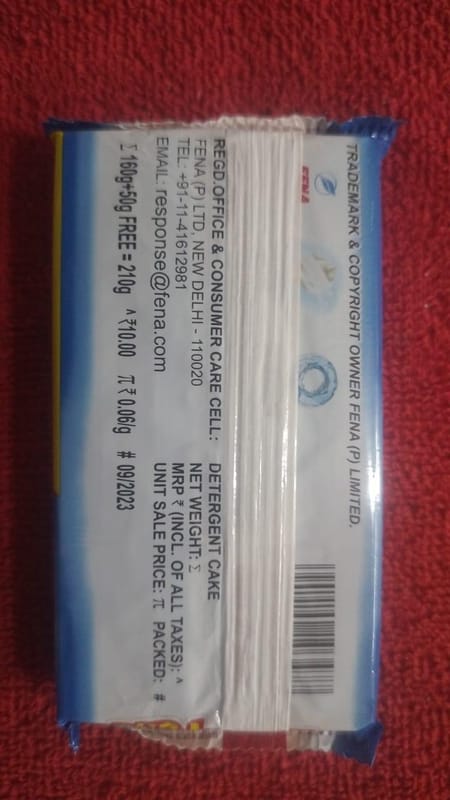 TRADEMARK & COPYRIGHT OWNER FENA (P) LIMITED.
FENA
REGD.OFFICE & CONSUMER CARE CELL:
FENA (P) LTD, NEW DELHI - 110020
TEL: +91-11-41612981
EMAIL: response@fena.com
DETERGENT CAKE
NET WEIGHT: Σ
MRP ₹ (INCL. OF ALL TAXES): ^
UNIT SALE PRICE: π PACKED: #
Σ 160g+50g FREE = 210g ^ ₹10.00 π ₹ 0.06/g # 09/2023